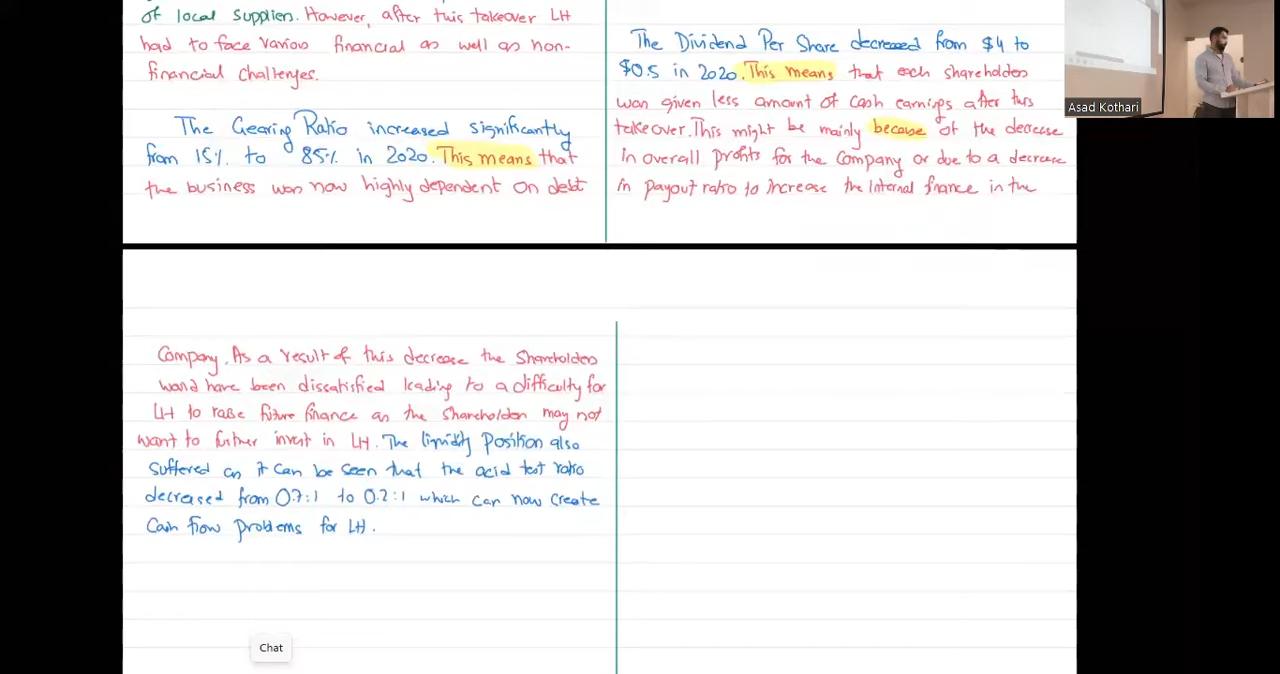 of local suppliers. However, after this takeover LH
had to face various financial as well as non-
financial challenges.
The Gearing Ratio increased significantly
from 15% to 85% in 2020. This means that
the business was now highly dependent on debt
The Dividend Per Share decreased from $4 to
$0.5 in 2020. This means that each shareholder
was given less amount of cash earnings after this
takeover. This might be mainly because of the decrease
in overall profits for the Company or due to a decrease
in payout ratio to increase the internal finance in the
Company. As a result of this decrease the Shareholders
would have been dissatisfied leading to a difficulty for
LH to raise future finance as the Shareholders may not
want to further invest in LH. The liquidity Position also
suffered as it can be seen that the acid test ratio
decreased from 0.7:1 to 0.2:1 which can now create
Cash flow problems for LH.
Asad Kothari
Chat